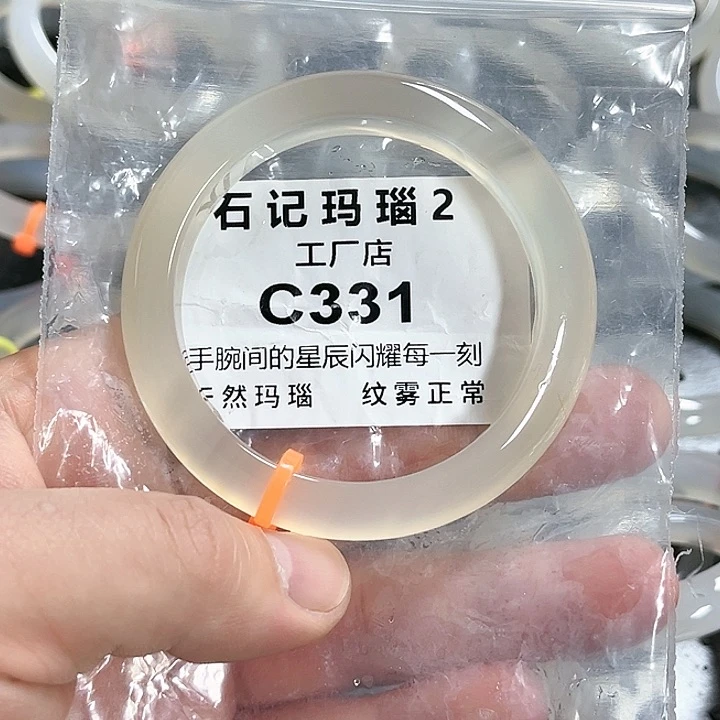 石记玛瑙2
工厂店
C331
手腕间的星辰闪耀每一刻
然玛瑙 纹雾正常